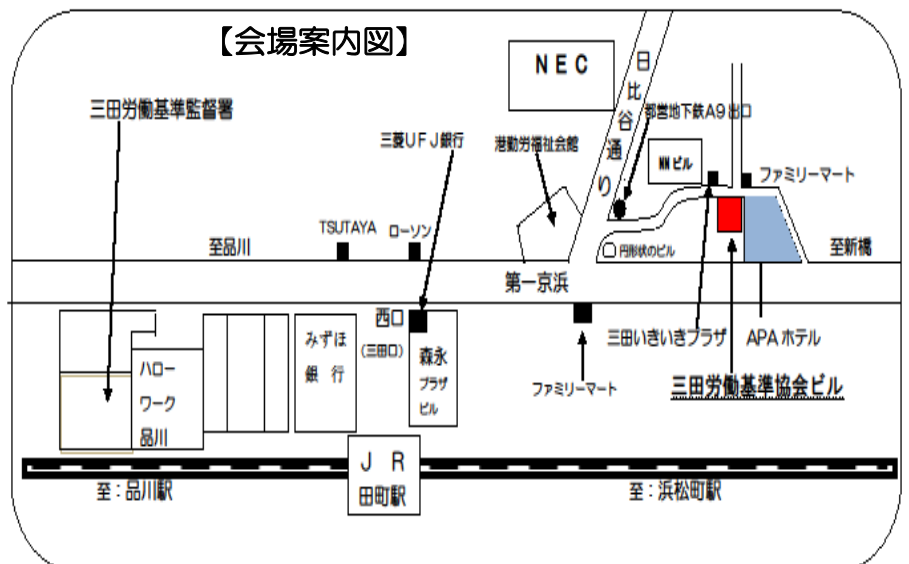 【会場案内図】
NEC
日比谷通り
都営地下鉄A9出口
三田労働基準監督署
三菱UFJ銀行
港勤労福祉会館
NNビル
ファミリーマート
TSUTAYA
ローソン
至品川
円形状のビル
至新橋
第一京浜
西口
(三田口)
みずほ
銀行
森永
プラザ
ビル
三田いきいきプラザ
APAホテル
ハロー
ワーク
品川
ファミリーマート
三田労働基準協会ビル
JR
田町駅
至:品川駅
至:浜松町駅